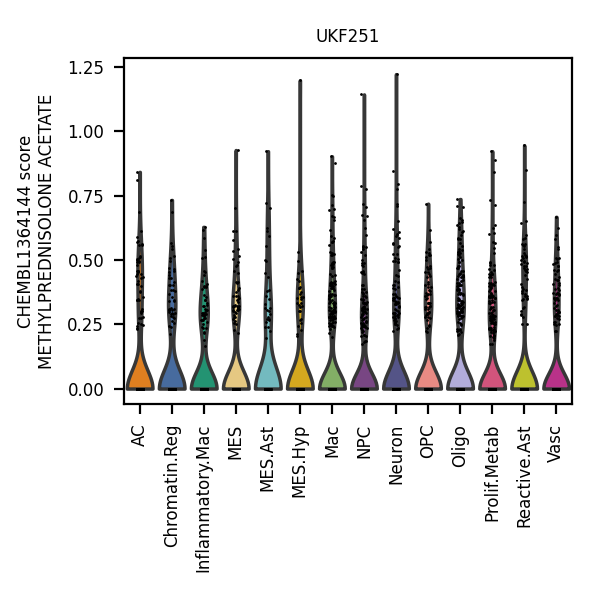 UKF251
CHEMBL1364144 score
METHYLPREDNISOLONE ACETATE
1.25
1.00
0.75
0.50
0.25
0.00
AC
Chromatin.Reg
Inflammatory.Mac
MES
MES.Ast
MES.Hyp
Mac
NPC
Neuron
OPC
Oligo
Prolif.Metab
Reactive.Ast
Vasc